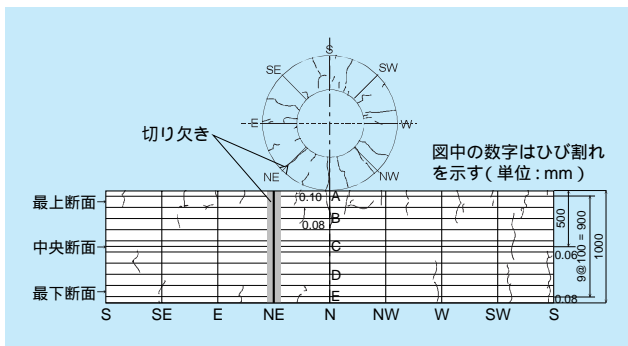 S
SE
SW
E
W
切り欠き
NE
NW
図中の数字はひび割れ
を示す(単位:mm)
最上断面
0.10
A
0.08
B
中央断面
C
0.06
D
最下断面
E
0.08
500
9@100=900
1000
S
SE
E
NE
N
NW
W
SW
S